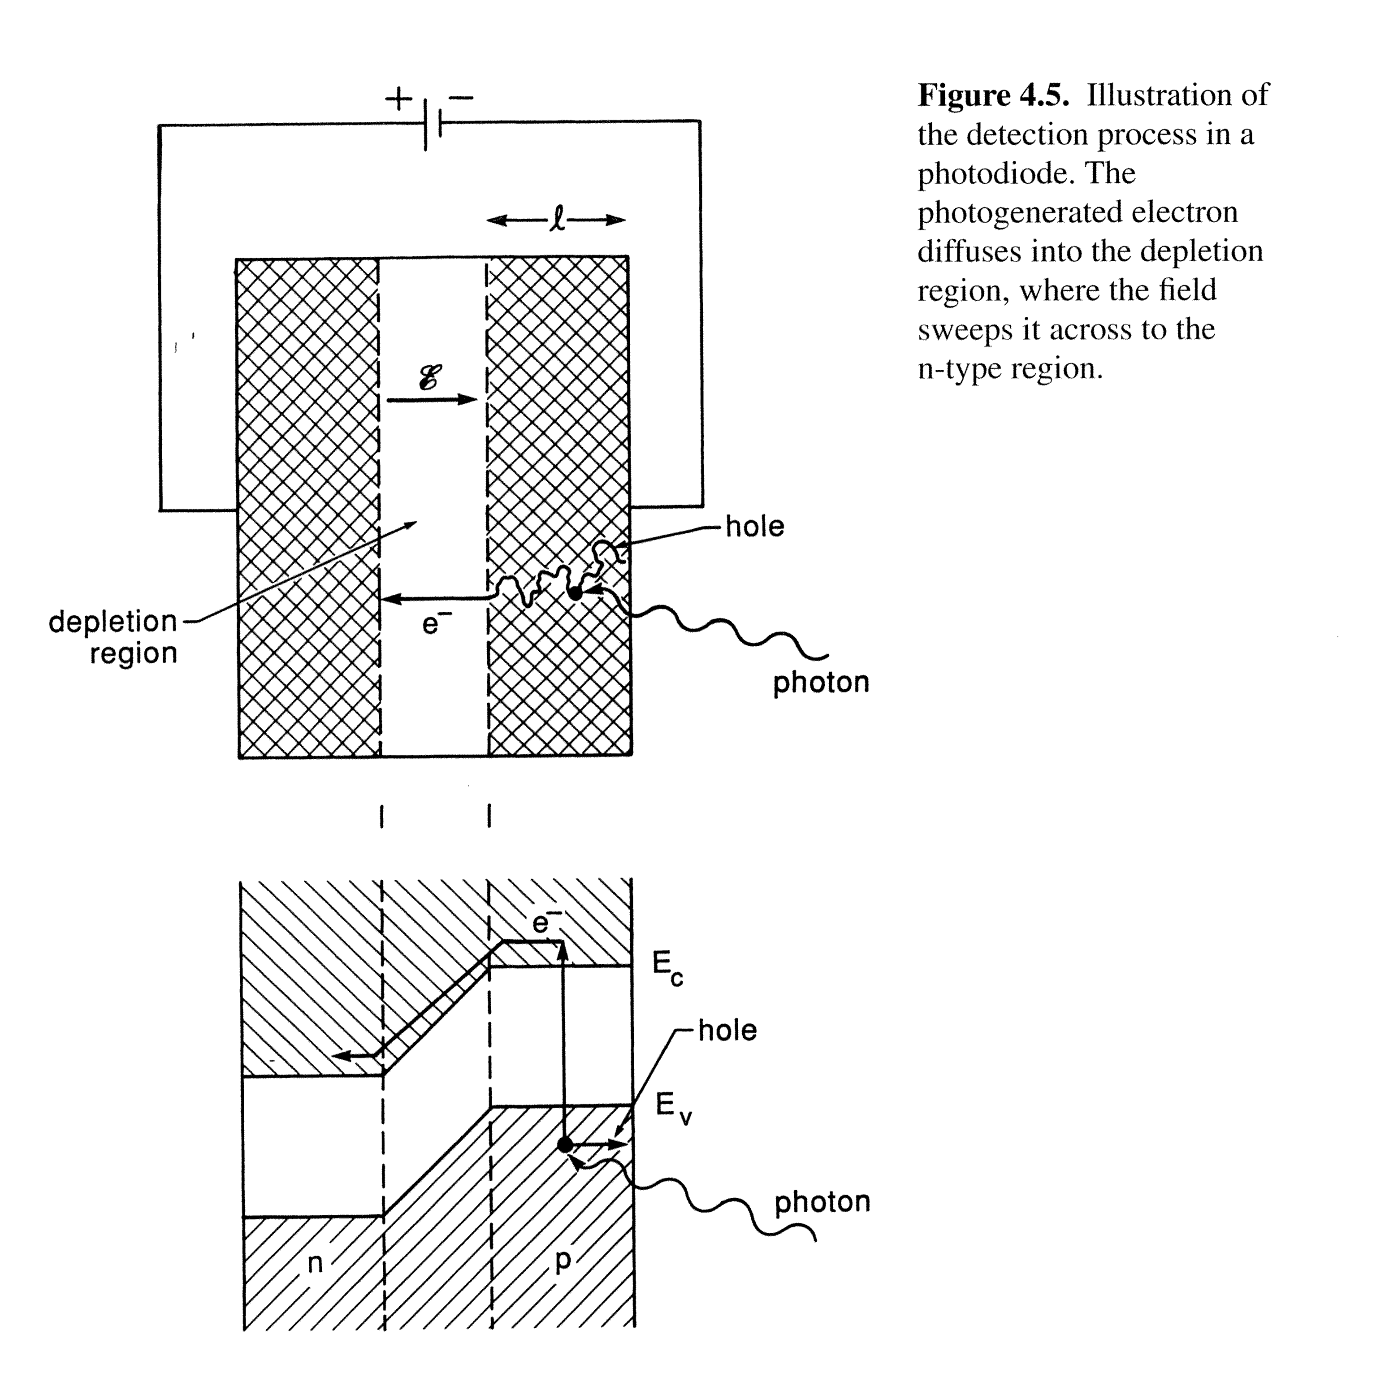 + −
ℓ
ℰ
hole
depletion
region
e⁻
photon
Figure 4.5. Illustration of
the detection process in a
photodiode. The
photogenerated electron
diffuses into the depletion
region, where the field
sweeps it across to the
n-type region.
e⁻
E_c
hole
E_v
photon
n
p